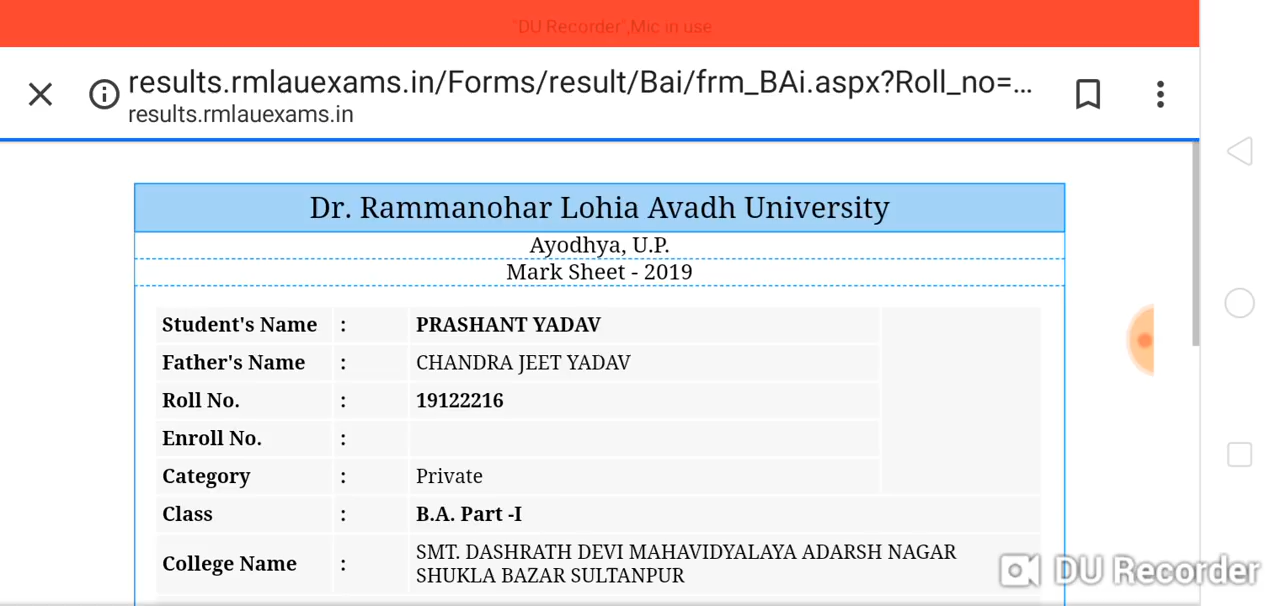 "DU Recorder",Mic in use
results.rmlauexams.in/Forms/result/Bai/frm_BAi.aspx?Roll_no=...
results.rmlauexams.in
Dr. Rammanohar Lohia Avadh University
Ayodhya, U.P.
Mark Sheet - 2019
Student's Name : PRASHANT YADAV
Father's Name : CHANDRA JEET YADAV
Roll No. : 19122216
Enroll No. :
Category : Private
Class : B.A. Part -I
College Name : SMT. DASHRATH DEVI MAHAVIDYALAYA ADARSH NAGAR
SHUKLA BAZAR SULTANPUR
DU Recorder